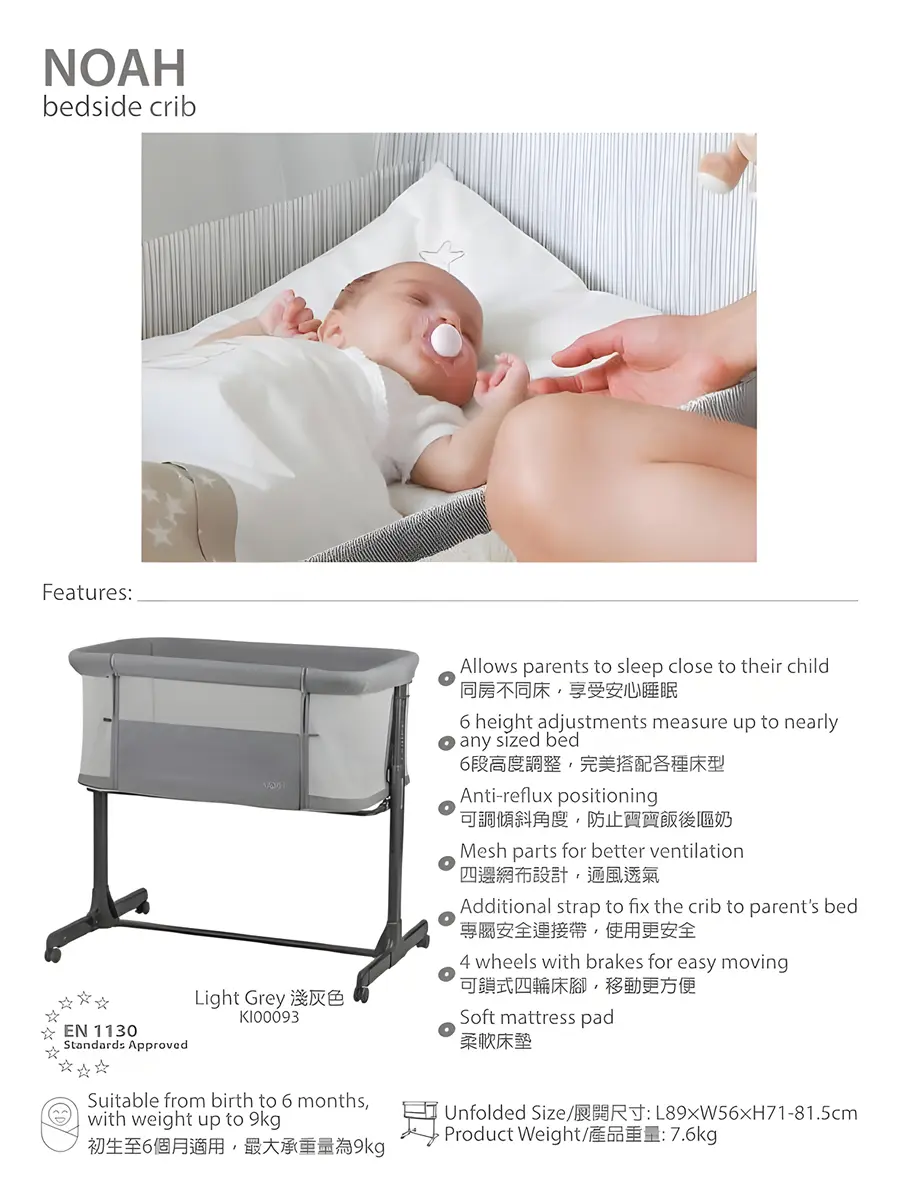 NOAH
bedside crib
Features:
Allows parents to sleep close to their child
同房不同床，享受安心睡眠
6 height adjustments measure up to nearly
any sized bed
6段高度調整，完美搭配各種床型
Anti-reflux positioning
可調傾斜角度，防止寶寶飯後嘔奶
Mesh parts for better ventilation
四邊網布設計，通風透氣
Additional strap to fix the crib to parent's bed
專屬安全連接帶，使用更安全
4 wheels with brakes for easy moving
可鎖式四輪床腳，移動更方便
Soft mattress pad
柔軟床墊
Light Grey 淺灰色
KI00093
EN 1130
Standards Approved
Suitable from birth to 6 months,
with weight up to 9kg
初生至6個月適用，最大承重量為9kg
Unfolded Size/展開尺寸: L89×W56×H71-81.5cm
Product Weight/產品重量: 7.6kg